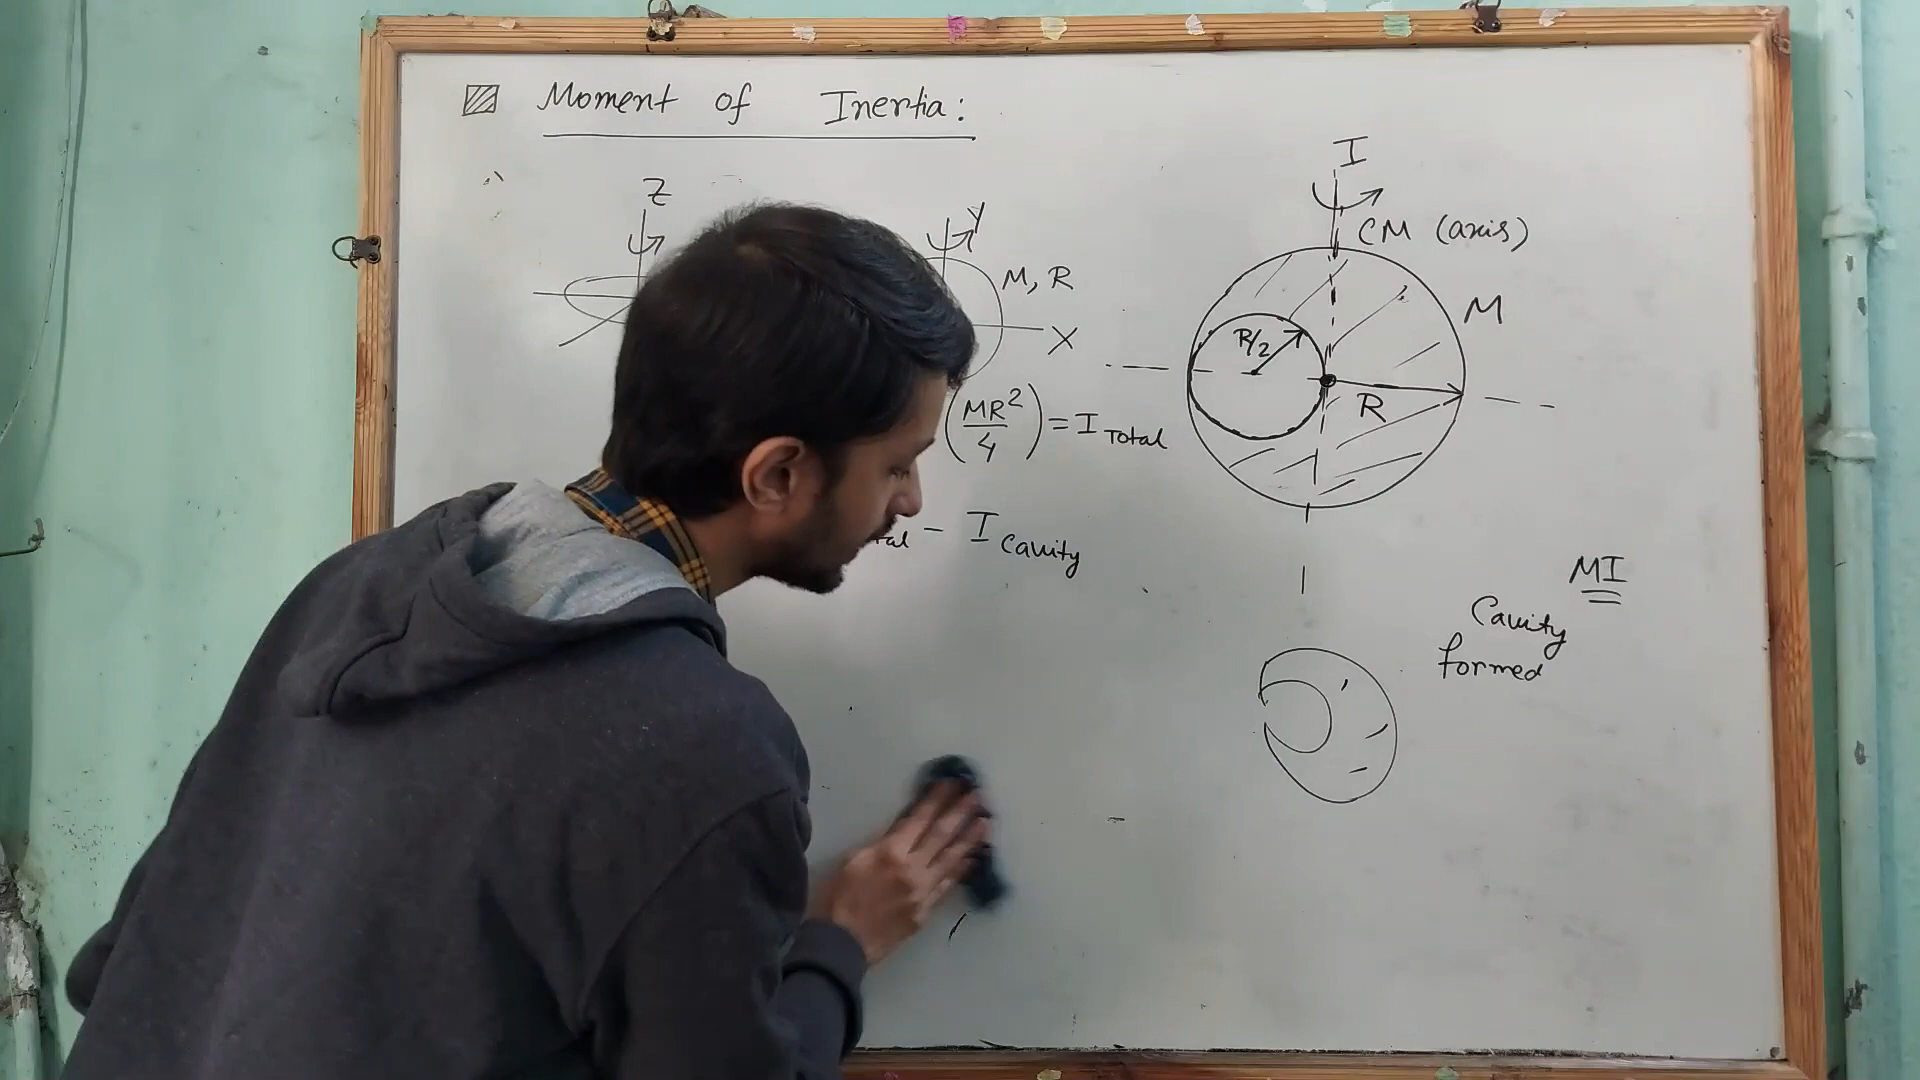 Moment of Inertia:
Z
Y
M, R
X
(MR²/4) = I Total
- I Cavity
I
CM (axis)
M
R/2
R
MI
Cavity
formed